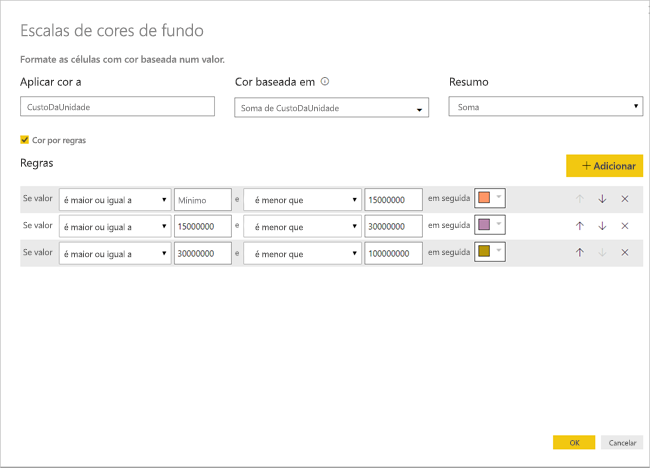 Escalas de cores de fundo
Formate as células com cor baseada num valor.
Aplicar cor a Cor baseada em Resumo
CustoDaUnidade Soma de CustoDaUnidade Soma
Cor por regras
Regras + Adicionar
Se valor é maior ou igual a Mínimo e é menor que 15000000 em seguida
Se valor é maior ou igual a 15000000 e é menor que 30000000 em seguida
Se valor é maior ou igual a 30000000 e é menor que 100000000 em seguida
OK Cancelar